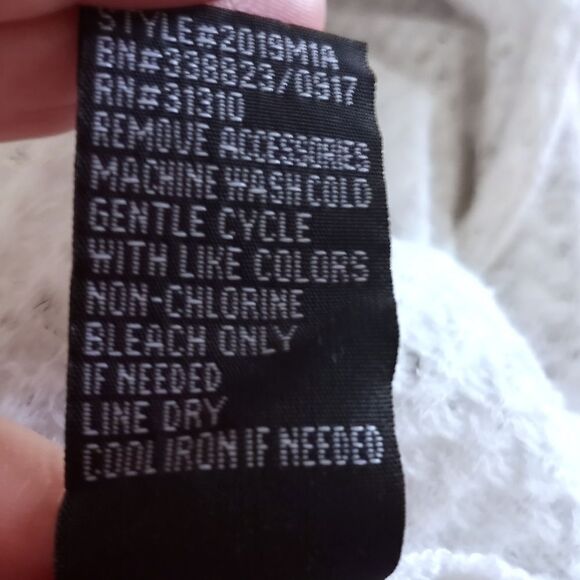 STYLE#2019M1A
BN#338823/0917
RN#31310
REMOVE ACCESSORIES
MACHINE WASH COLD
GENTLE CYCLE
WITH LIKE COLORS
NON-CHLORINE
BLEACH ONLY
IF NEEDED
LINE DRY
COOL IRON IF NEEDED